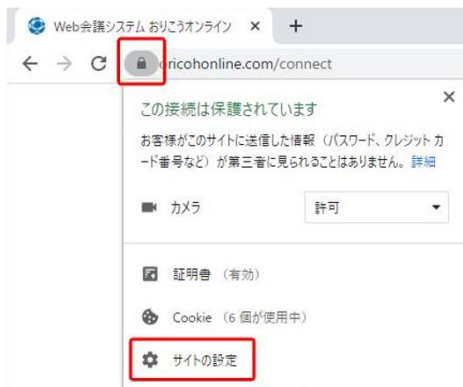 Web会議システム おりこうオンライン
oricohonline.com/connect
この接続は保護されています
お客様がこのサイトに送信した情報（パスワード、クレジット カ
ード番号など）が第三者に見られることはありません。 詳細
カメラ 許可
証明書 （有効）
Cookie （6 個が使用中）
サイトの設定